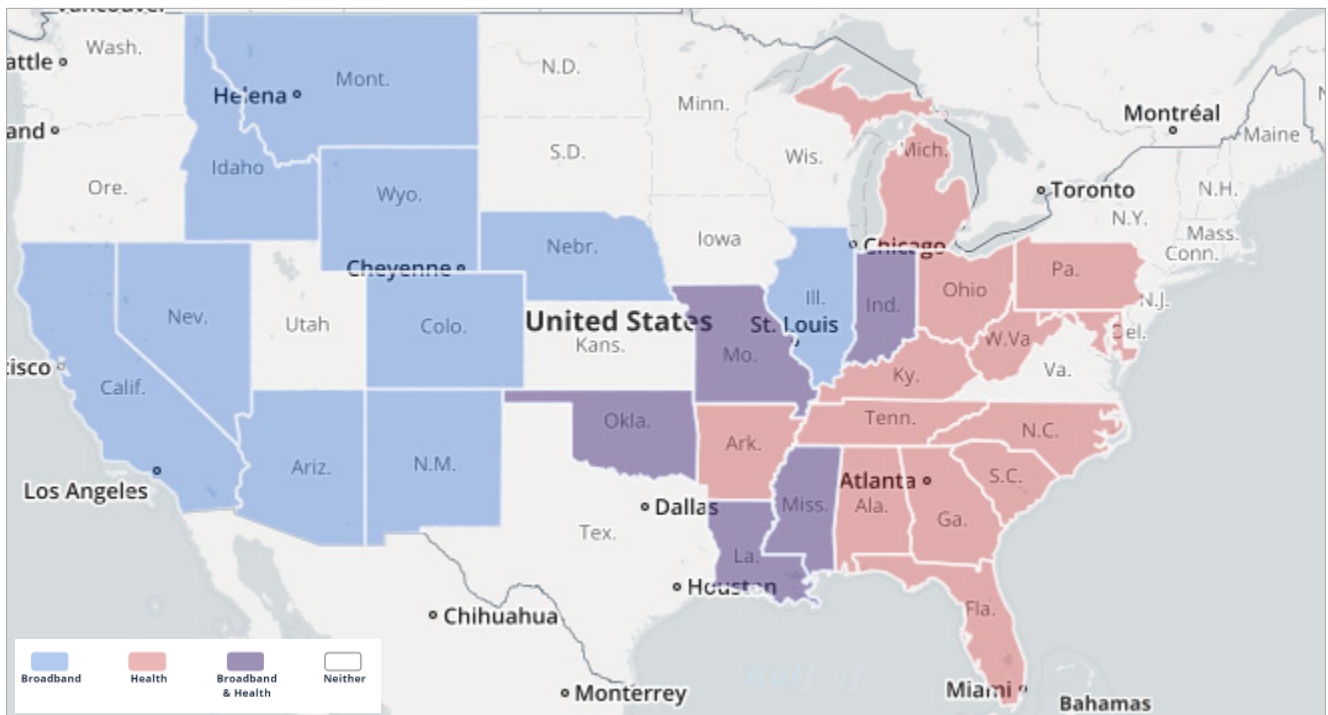 Wash.
Mont.
N.D.
Minn.
attle
Helena
Montréal
and
Maine
Mich.
Wis.
S.D.
Idaho
Ore.
Wyo.
Toronto
N.H.
N.Y.
Nebr.
Iowa
Chicago
Mass.
Conn.
Cheyenne
Pa.
Ohio
N.J.
Ill.
Ind.
Nev.
Utah
Colo.
United States
St. Louis
Del.
Kans.
W.Va
Mo.
cisco
Va.
Ky.
Calif.
Okla.
Tenn.
N.C.
Ark.
Ariz.
N.M.
S.C.
Los Angeles
Atlanta
Dallas
Miss.
Ala.
Ga.
Tex.
La.
Houston
Chihuahua
Fla.
Gulf of
Miami
Monterrey
Bahamas
Broadband
Health
Broadband
& Health
Neither